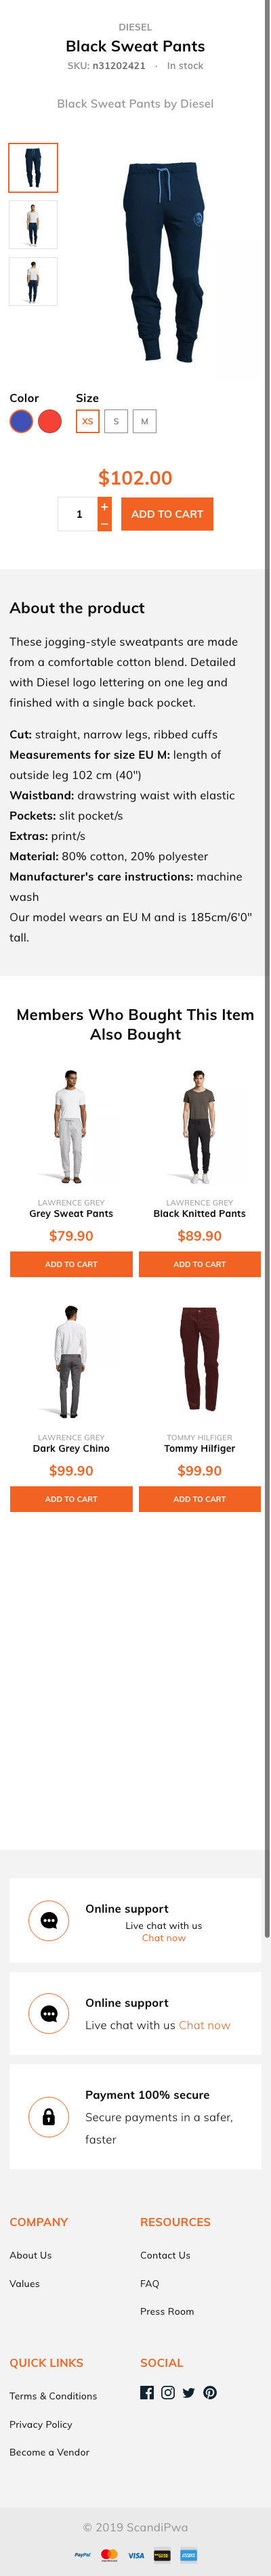 DIESEL
Black Sweat Pants
SKU: n31202421 · In stock
Black Sweat Pants by Diesel
Color
Size
XS S M
$102.00
1 + − ADD TO CART
About the product
These jogging-style sweatpants are made
from a comfortable cotton blend. Detailed
with Diesel logo lettering on one leg and
finished with a single back pocket.
Cut: straight, narrow legs, ribbed cuffs
Measurements for size EU M: length of
outside leg 102 cm (40")
Waistband: drawstring waist with elastic
Pockets: slit pocket/s
Extras: print/s
Material: 80% cotton, 20% polyester
Manufacturer's care instructions: machine
wash
Our model wears an EU M and is 185cm/6'0"
tall.
Members Who Bought This Item
Also Bought
LAWRENCE GREY
Grey Sweat Pants
$79.90
ADD TO CART
LAWRENCE GREY
Black Knitted Pants
$89.90
ADD TO CART
LAWRENCE GREY
Dark Grey Chino
$99.90
ADD TO CART
TOMMY HILFIGER
Tommy Hilfiger
$99.90
ADD TO CART
Online support
Live chat with us
Chat now
Online support
Live chat with us Chat now
Payment 100% secure
Secure payments in a safer,
faster
COMPANY
About Us
Values
RESOURCES
Contact Us
FAQ
Press Room
QUICK LINKS
Terms & Conditions
Privacy Policy
Become a Vendor
SOCIAL
© 2019 ScandiPwa
PayPal
VISA